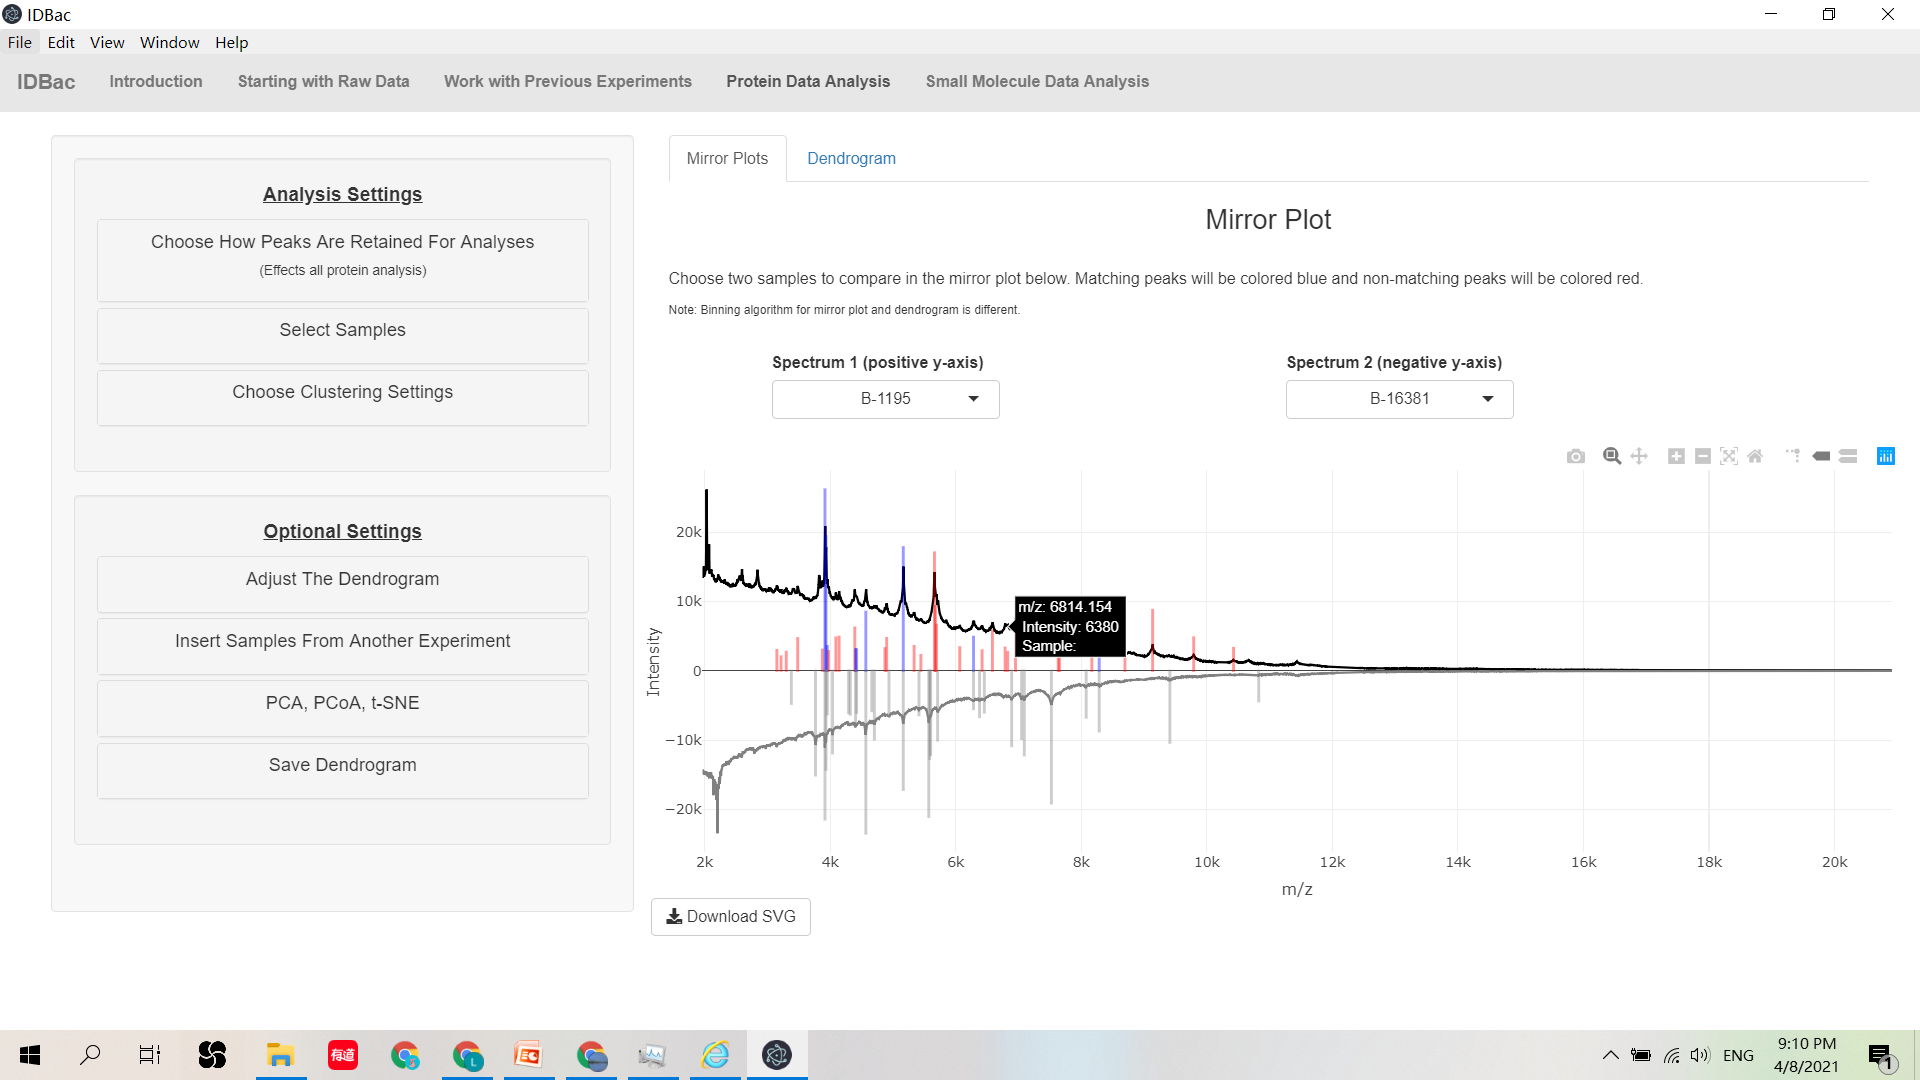 IDBac
File Edit View Window Help
IDBac Introduction Starting with Raw Data Work with Previous Experiments Protein Data Analysis Small Molecule Data Analysis
Analysis Settings
Choose How Peaks Are Retained For Analyses
(Effects all protein analysis)
Select Samples
Choose Clustering Settings
Optional Settings
Adjust The Dendrogram
Insert Samples From Another Experiment
PCA, PCoA, t-SNE
Save Dendrogram
Mirror Plots Dendrogram
Mirror Plot
Choose two samples to compare in the mirror plot below. Matching peaks will be colored blue and non-matching peaks will be colored red.
Note: Binning algorithm for mirror plot and dendrogram is different.
Spectrum 1 (positive y-axis) Spectrum 2 (negative y-axis)
B-1195 B-16381
20k
10k
0
−10k
−20k
Intensity
m/z: 6814.154
Intensity: 6380
Sample:
2k 4k 6k 8k 10k 12k 14k 16k 18k 20k
m/z
Download SVG
有道
ENG
9:10 PM
4/8/2021
1